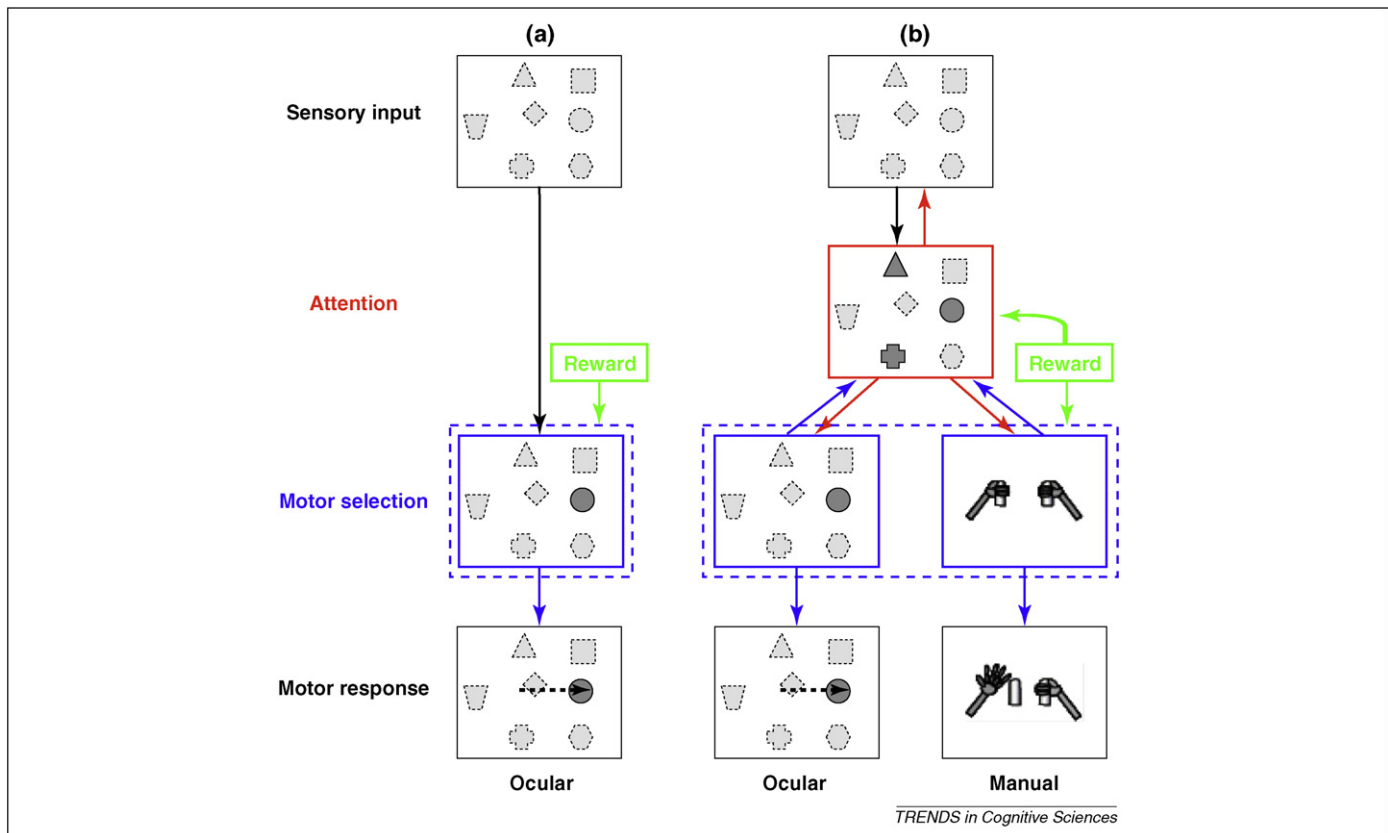 (a)
(b)
Sensory input
Attention
Reward
Reward
Motor selection
Motor response
Ocular
Ocular
Manual
TRENDS in Cognitive Sciences